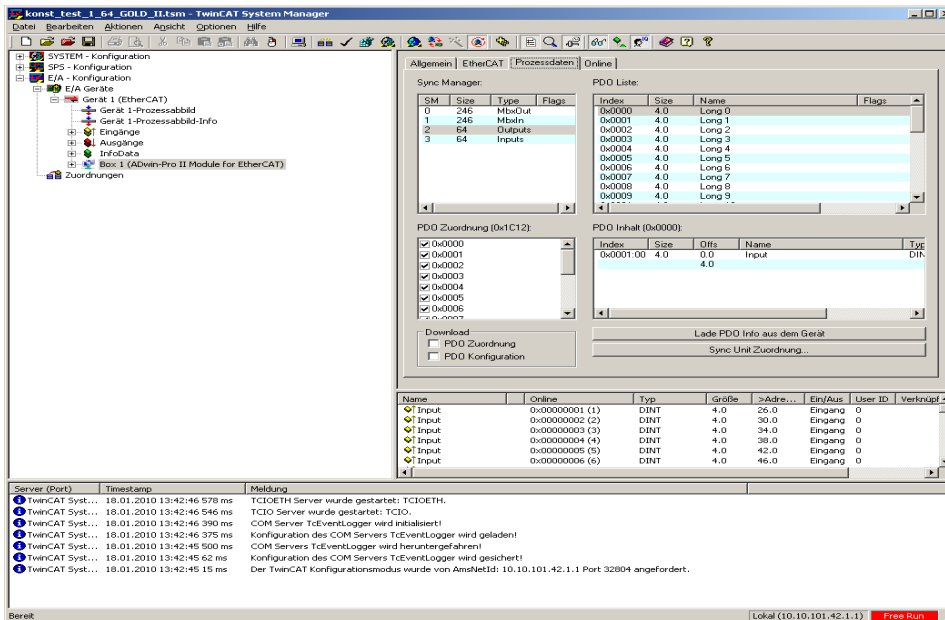 konst_test_1_64_GOLD_II.tsm - TwinCAT System Manager
Datei Bearbeiten Aktionen Ansicht Optionen Hilfe
SYSTEM - Konfiguration
SPS - Konfiguration
E/A - Konfiguration
E/A Geräte
Gerät 1 (EtherCAT)
Gerät 1-Prozessabbild
Gerät 1-Prozessabbild-Info
Eingänge
Ausgänge
InfoData
Box 1 (ADwin-Pro II Module for EtherCAT)
Zuordnungen
Allgemein EtherCAT Prozessdaten Online
Sync Manager:
SM Size Type Flags
0 246 MbxOut
1 246 MbxIn
2 64 Outputs
3 64 Inputs
PDO Liste:
Index Size Name Flags
0x0000 4.0 Long 0
0x0001 4.0 Long 1
0x0002 4.0 Long 2
0x0003 4.0 Long 3
0x0004 4.0 Long 4
0x0005 4.0 Long 5
0x0006 4.0 Long 6
0x0007 4.0 Long 7
0x0008 4.0 Long 8
0x0009 4.0 Long 9
PDO Zuordnung (0x1C12):
0x0000
0x0001
0x0002
0x0003
0x0004
0x0005
0x0006
0x0007
PDO Inhalt (0x0000):
Index Size Offs Name Typ
0x0001:00 4.0 0.0 Input DIN
4.0
Download
PDO Zuordnung
PDO Konfiguration
Lade PDO Info aus dem Gerät
Sync Unit Zuordnung...
Name Online Typ Größe >Adre... Ein/Aus User ID Verknüpf
Input 0x00000001 (1) DINT 4.0 26.0 Eingang 0
Input 0x00000002 (2) DINT 4.0 30.0 Eingang 0
Input 0x00000003 (3) DINT 4.0 34.0 Eingang 0
Input 0x00000004 (4) DINT 4.0 38.0 Eingang 0
Input 0x00000005 (5) DINT 4.0 42.0 Eingang 0
Input 0x00000006 (6) DINT 4.0 46.0 Eingang 0
Server (Port) Timestamp Meldung
TwinCAT Syst... 18.01.2010 13:42:46 578 ms TCIOETH Server wurde gestartet: TCIOETH.
TwinCAT Syst... 18.01.2010 13:42:46 546 ms TCIO Server wurde gestartet: TCIO.
TwinCAT Syst... 18.01.2010 13:42:46 390 ms COM Server TcEventLogger wird initialisiert!
TwinCAT Syst... 18.01.2010 13:42:46 375 ms Konfiguration des COM Servers TcEventLogger wird geladen!
TwinCAT Syst... 18.01.2010 13:42:45 500 ms COM Servers TcEventLogger wird heruntergefahren!
TwinCAT Syst... 18.01.2010 13:42:45 62 ms Konfiguration des COM Servers TcEventLogger wird gesichert!
TwinCAT Syst... 18.01.2010 13:42:45 15 ms Der TwinCAT Konfigurationsmodus wurde von AmsNetId: 10.10.101.42.1.1 Port 32804 angefordert.
Bereit Lokal (10.10.101.42.1.1) Free Run